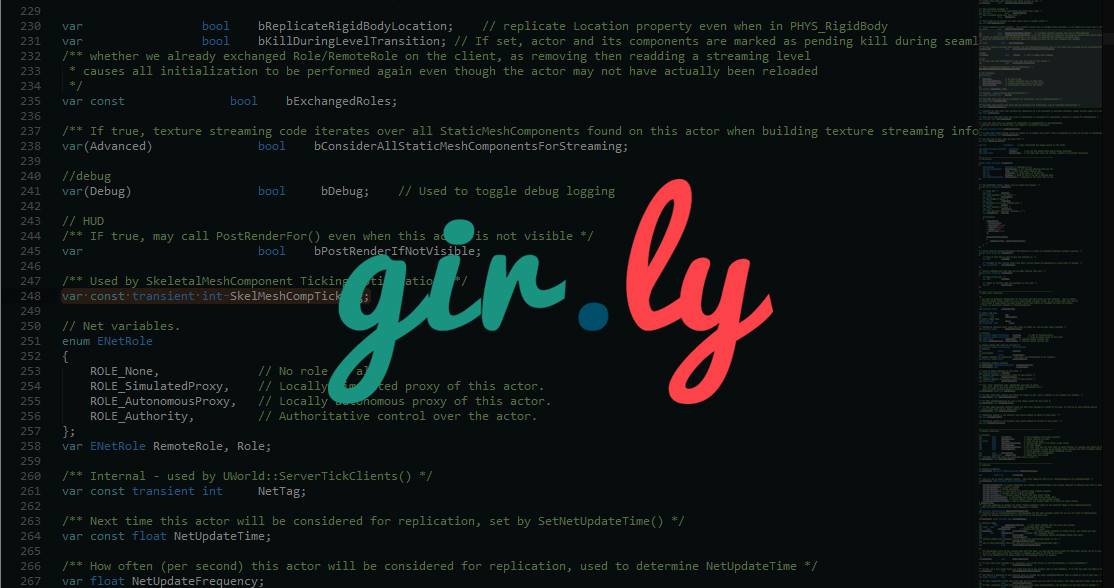 229
230 var bool bReplicateRigidBodyLocation; // replicate Location property even when in PHYS_RigidBody
231 var bool bKillDuringLevelTransition; // If set, actor and its components are marked as pending kill during seaml
232 /** whether we already exchanged Role/RemoteRole on the client, as removing then readding a streaming level
233 * causes all initialization to be performed again even though the actor may not have actually been reloaded
234 */
235 var const bool bExchangedRoles;
236
237 /** If true, texture streaming code iterates over all StaticMeshComponents found on this actor when building texture streaming info
238 var(Advanced) bool bConsiderAllStaticMeshComponentsForStreaming;
239
240 //debug
241 var(Debug) bool bDebug; // Used to toggle debug logging
242
243 // HUD
244 /** IF true, may call PostRenderFor() even when this is not visible */
245 var bool bPostRenderIfNotVisible;
246
247 /** Used by SkeletalMeshComponent Ticking */
248 var const transient int SkelMeshCompTick ;
249
250 // Net variables.
251 enum ENetRole
252 {
253 ROLE_None, // No role
254 ROLE_SimulatedProxy, // Locally proxy of this actor.
255 ROLE_AutonomousProxy, // Locally proxy of this actor.
256 ROLE_Authority, // Authoritative control over the actor.
257 };
258 var ENetRole RemoteRole, Role;
259
260 /** Internal - used by UWorld::ServerTickClients() */
261 var const transient int NetTag;
262
263 /** Next time this actor will be considered for replication, set by SetNetUpdateTime() */
264 var const float NetUpdateTime;
265
266 /** How often (per second) this actor will be considered for replication, used to determine NetUpdateTime */
267 var float NetUpdateFrequency;
gir.ly